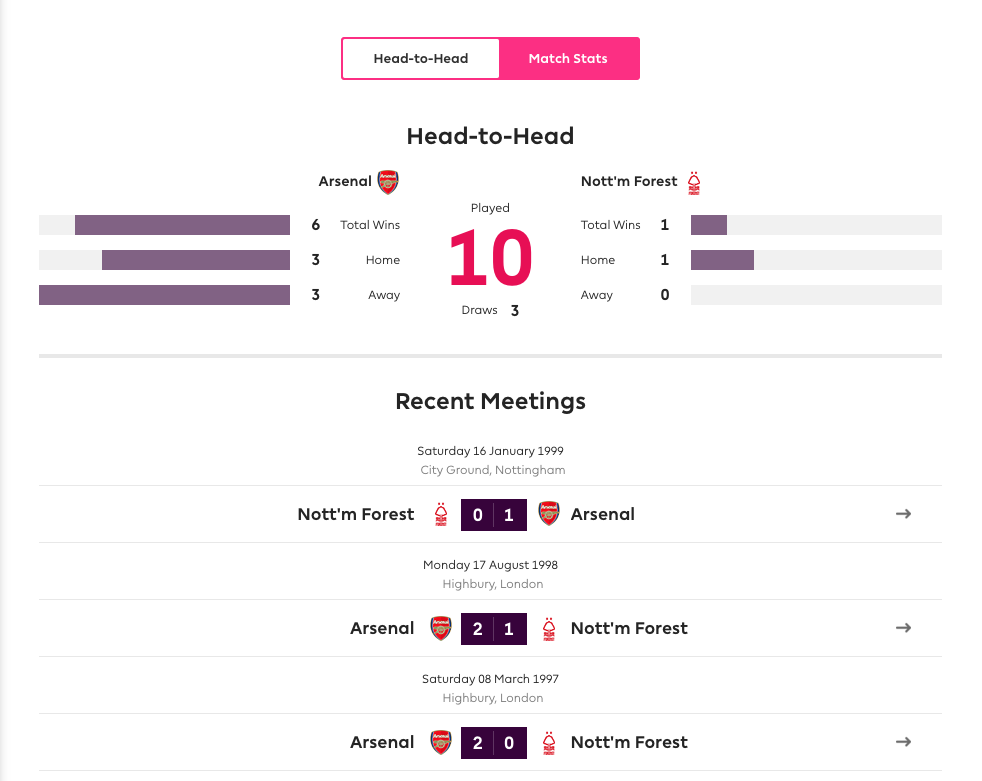 Head-to-Head Match Stats
Head-to-Head
Arsenal Nott'm Forest
Played
6 Total Wins Total Wins 1
10
3 Home Home 1
3 Away Away 0
Draws 3
Recent Meetings
Saturday 16 January 1999
City Ground, Nottingham
Nott'm Forest 0 1 Arsenal
Monday 17 August 1998
Highbury, London
Arsenal 2 1 Nott'm Forest
Saturday 08 March 1997
Highbury, London
Arsenal 2 0 Nott'm Forest